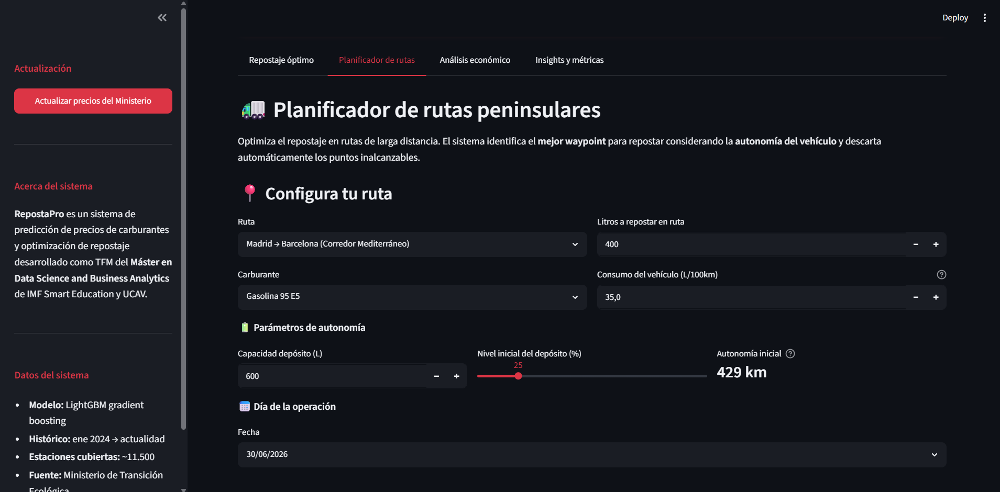 Actualización
Actualizar precios del Ministerio
Acerca del sistema
RepostaPro es un sistema de
predicción de precios de carburantes
y optimización de repostaje
desarrollado como TFM del Máster en
Data Science and Business Analytics
de IMF Smart Education y UCAV.
Datos del sistema
• Modelo: LightGBM gradient
boosting
• Histórico: ene 2024 → actualidad
• Estaciones cubiertas: ~11.500
• Fuente: Ministerio de Transición
Ecológica
Deploy
Repostaje óptimo
Planificador de rutas
Análisis económico
Insights y métricas
Planificador de rutas peninsulares
Optimiza el repostaje en rutas de larga distancia. El sistema identifica el mejor waypoint para repostar considerando la autonomía del vehículo y descarta
automáticamente los puntos inalcanzables.
Configura tu ruta
Ruta
Madrid → Barcelona (Corredor Mediterráneo)
Litros a repostar en ruta
400
Carburante
Gasolina 95 E5
Consumo del vehículo (L/100km)
35,0
Parámetros de autonomía
Capacidad depósito (L)
600
Nivel inicial del depósito (%)
25
Autonomía inicial
429 km
Día de la operación
Fecha
30/06/2026